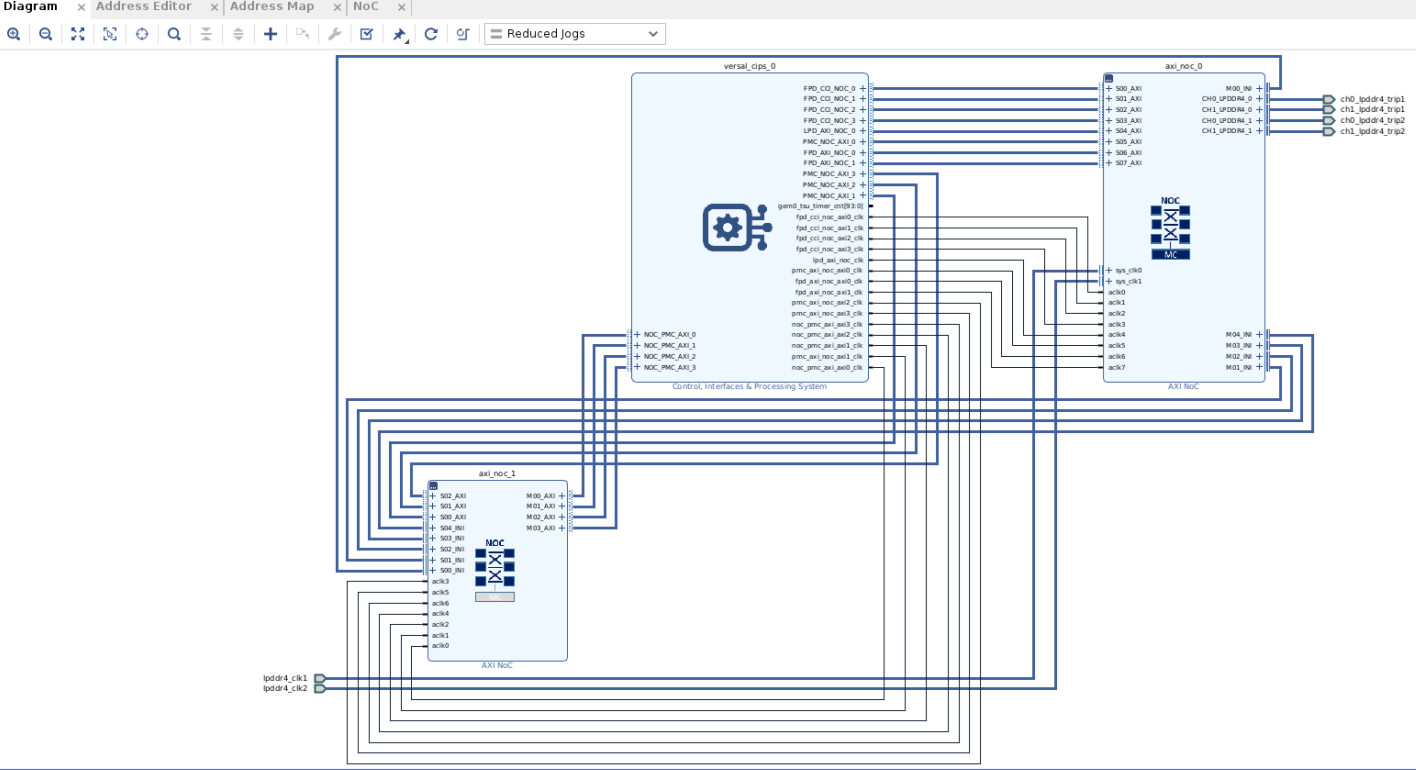 Diagram
Address Editor
Address Map
NoC
Reduced Jogs
versal_cips_0
FPD_CCI_NOC_0
FPD_CCI_NOC_1
FPD_CCI_NOC_2
FPD_CCI_NOC_3
LPD_AXI_NOC_0
PMC_NOC_AXI_0
FPD_AXI_NOC_0
FPD_AXI_NOC_1
PMC_NOC_AXI_3
PMC_NOC_AXI_2
PMC_NOC_AXI_1
gem0_tsu_timer_cnt[93:0]
fpd_cci_noc_axi0_clk
fpd_cci_noc_axi1_clk
fpd_cci_noc_axi2_clk
fpd_cci_noc_axi3_clk
lpd_axi_noc_clk
pmc_axi_noc_axi0_clk
fpd_axi_noc_axi0_clk
fpd_axi_noc_axi1_clk
pmc_axi_noc_axi2_clk
pmc_axi_noc_axi3_clk
noc_pmc_axi_axi3_clk
noc_pmc_axi_axi2_clk
noc_pmc_axi_axi1_clk
pmc_axi_noc_axi1_clk
noc_pmc_axi_axi0_clk
NOC_PMC_AXI_0
NOC_PMC_AXI_1
NOC_PMC_AXI_2
NOC_PMC_AXI_3
Control, Interfaces & Processing System
axi_noc_0
S00_AXI
S01_AXI
S02_AXI
S03_AXI
S04_AXI
S05_AXI
S06_AXI
S07_AXI
M00_INI
CH0_LPDDR4_0
CH1_LPDDR4_0
CH0_LPDDR4_1
CH1_LPDDR4_1
ch0_lpddr4_trip1
ch1_lpddr4_trip1
ch0_lpddr4_trip2
ch1_lpddr4_trip2
NOC
MC
sys_clk0
sys_clk1
aclk0
aclk1
aclk2
aclk3
aclk4
aclk5
aclk6
aclk7
M04_INI
M03_INI
M02_INI
M01_INI
AXI NoC
axi_noc_1
S02_AXI
S01_AXI
S00_AXI
S04_INI
S03_INI
S02_INI
S01_INI
S00_INI
aclk3
aclk5
aclk6
aclk4
aclk2
aclk1
aclk0
M00_AXI
M01_AXI
M02_AXI
M03_AXI
NOC
MC
AXI NoC
lpddr4_clk1
lpddr4_clk2